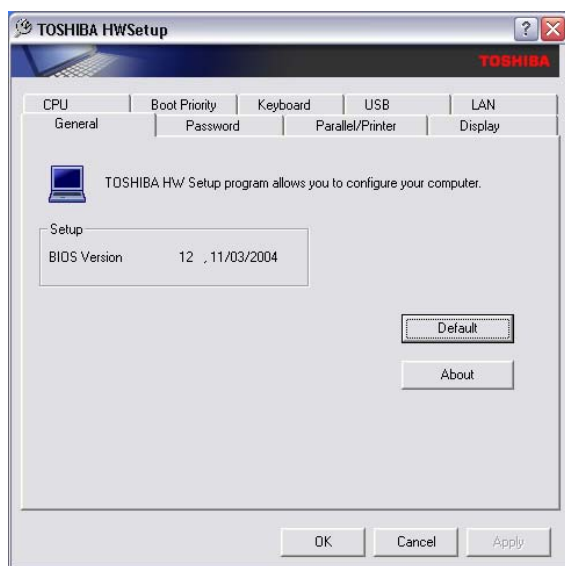 TOSHIBA HWSetup
TOSHIBA
CPU Boot Priority Keyboard USB LAN
General Password Parallel/Printer Display
TOSHIBA HW Setup program allows you to configure your computer.
Setup
BIOS Version 12 , 11/03/2004
Default
About
OK Cancel Apply